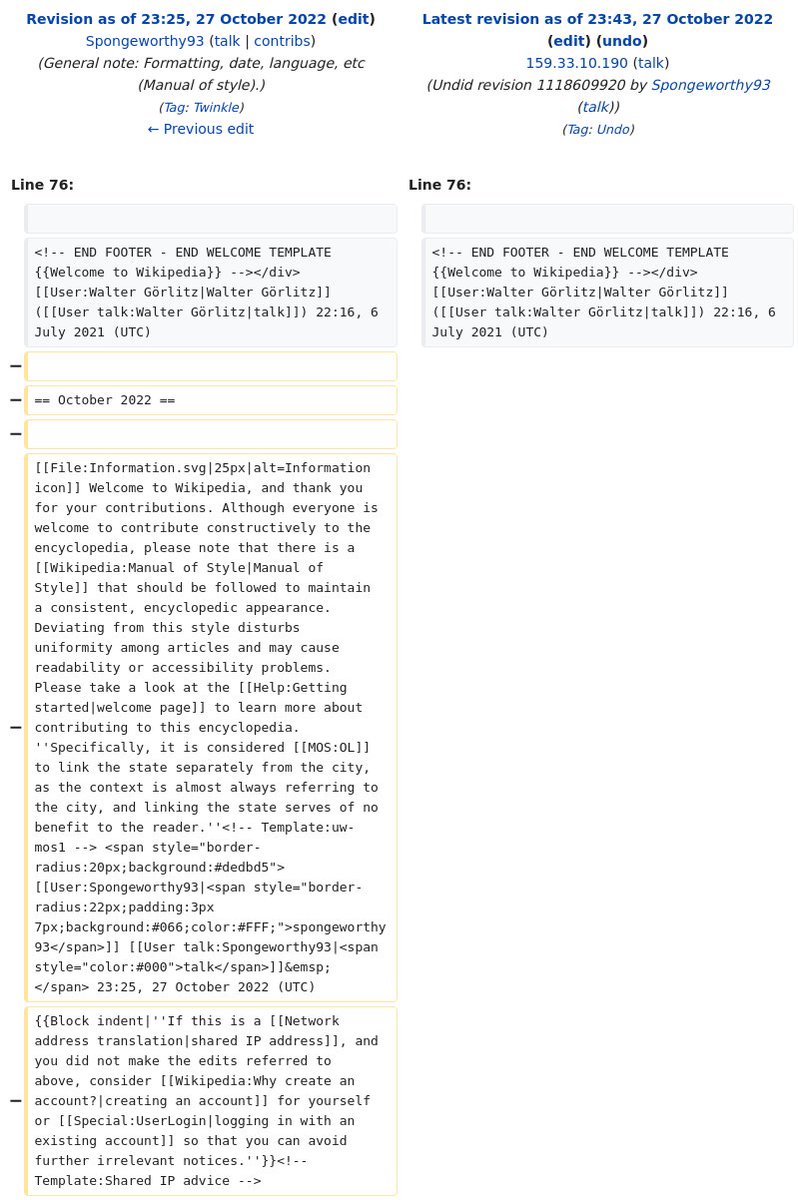 Revision as of 23:25, 27 October 2022 (edit)
Spongeworthy93 (talk | contribs)
(General note: Formatting, date, language, etc
(Manual of style).)
(Tag: Twinkle)
← Previous edit
Latest revision as of 23:43, 27 October 2022
(edit) (undo)
159.33.10.190 (talk)
(Undid revision 1118609920 by Spongeworthy93
(talk))
(Tag: Undo)
Line 76:
Line 76:
<!-- END FOOTER - END WELCOME TEMPLATE
{{Welcome to Wikipedia}} --></div>
[[User:Walter Görlitz|Walter Görlitz]]
([[User talk:Walter Görlitz|talk]]) 22:16, 6
July 2021 (UTC)
<!-- END FOOTER - END WELCOME TEMPLATE
{{Welcome to Wikipedia}} --></div>
[[User:Walter Görlitz|Walter Görlitz]]
([[User talk:Walter Görlitz|talk]]) 22:16, 6
July 2021 (UTC)
−
− == October 2022 ==
−
[[File:Information.svg|25px|alt=Information
icon]] Welcome to Wikipedia, and thank you
for your contributions. Although everyone is
welcome to contribute constructively to the
encyclopedia, please note that there is a
[[Wikipedia:Manual of Style|Manual of
Style]] that should be followed to maintain
a consistent, encyclopedic appearance.
Deviating from this style disturbs
uniformity among articles and may cause
readability or accessibility problems.
Please take a look at the [[Help:Getting
started|welcome page]] to learn more about
− contributing to this encyclopedia.
''Specifically, it is considered [[MOS:OL]]
to link the state separately from the city,
as the context is almost always referring to
the city, and linking the state serves of no
benefit to the reader.''<!-- Template:uw-
mos1 --> <span style="border-
radius:20px;background:#dedbd5">
[[User:Spongeworthy93|<span style="border-
radius:22px;padding:3px
7px;background:#066;color:#FFF;">spongeworthy
93</span>]] [[User talk:Spongeworthy93|<span
style="color:#000">talk</span>]]&emsp;
</span> 23:25, 27 October 2022 (UTC)
{{Block indent|''If this is a [[Network
address translation|shared IP address]], and
you did not make the edits referred to
above, consider [[Wikipedia:Why create an
− account?|creating an account]] for yourself
or [[Special:UserLogin|logging in with an
existing account]] so that you can avoid
further irrelevant notices.''}}<!--
Template:Shared IP advice -->